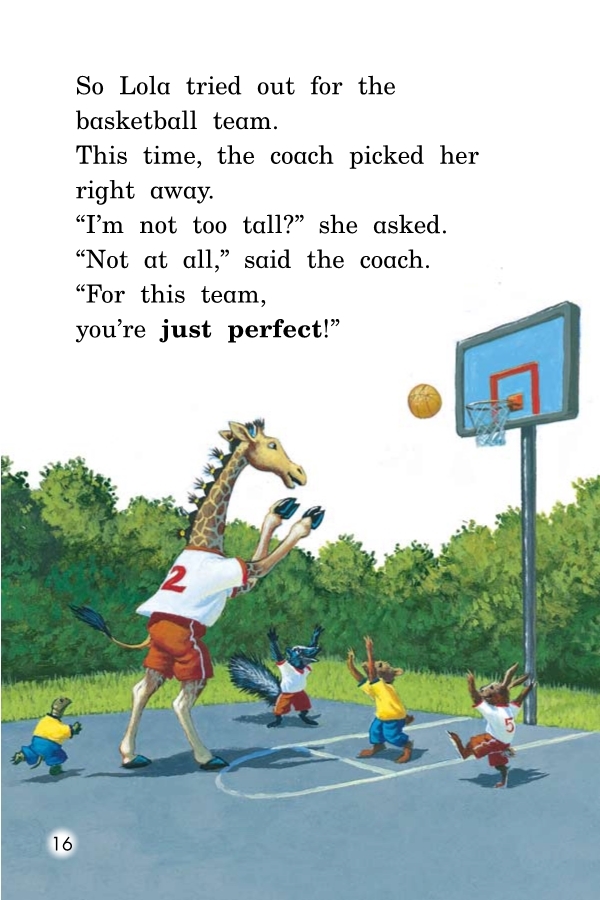 So Lola tried out for the
basketball team.
This time, the coach picked her
right away.
“I’m not too tall?” she asked.
“Not at all,” said the coach.
“For this team,
you’re just perfect!”
2
5
16